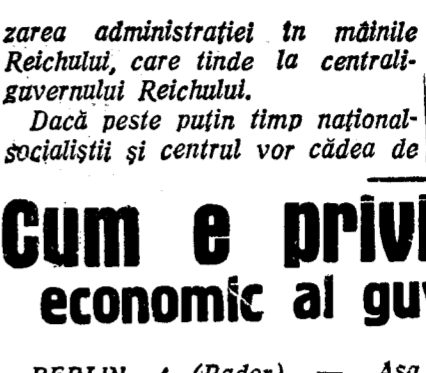 zarea administrației în mâinile
Reichului, care tinde la centrali-
guvernului Reichului.
Dacă peste puțin timp național-
socialiștii și centrul vor cădea de
Cum e privi
economic al guv
BERLIN 4 (Rador) — Așa